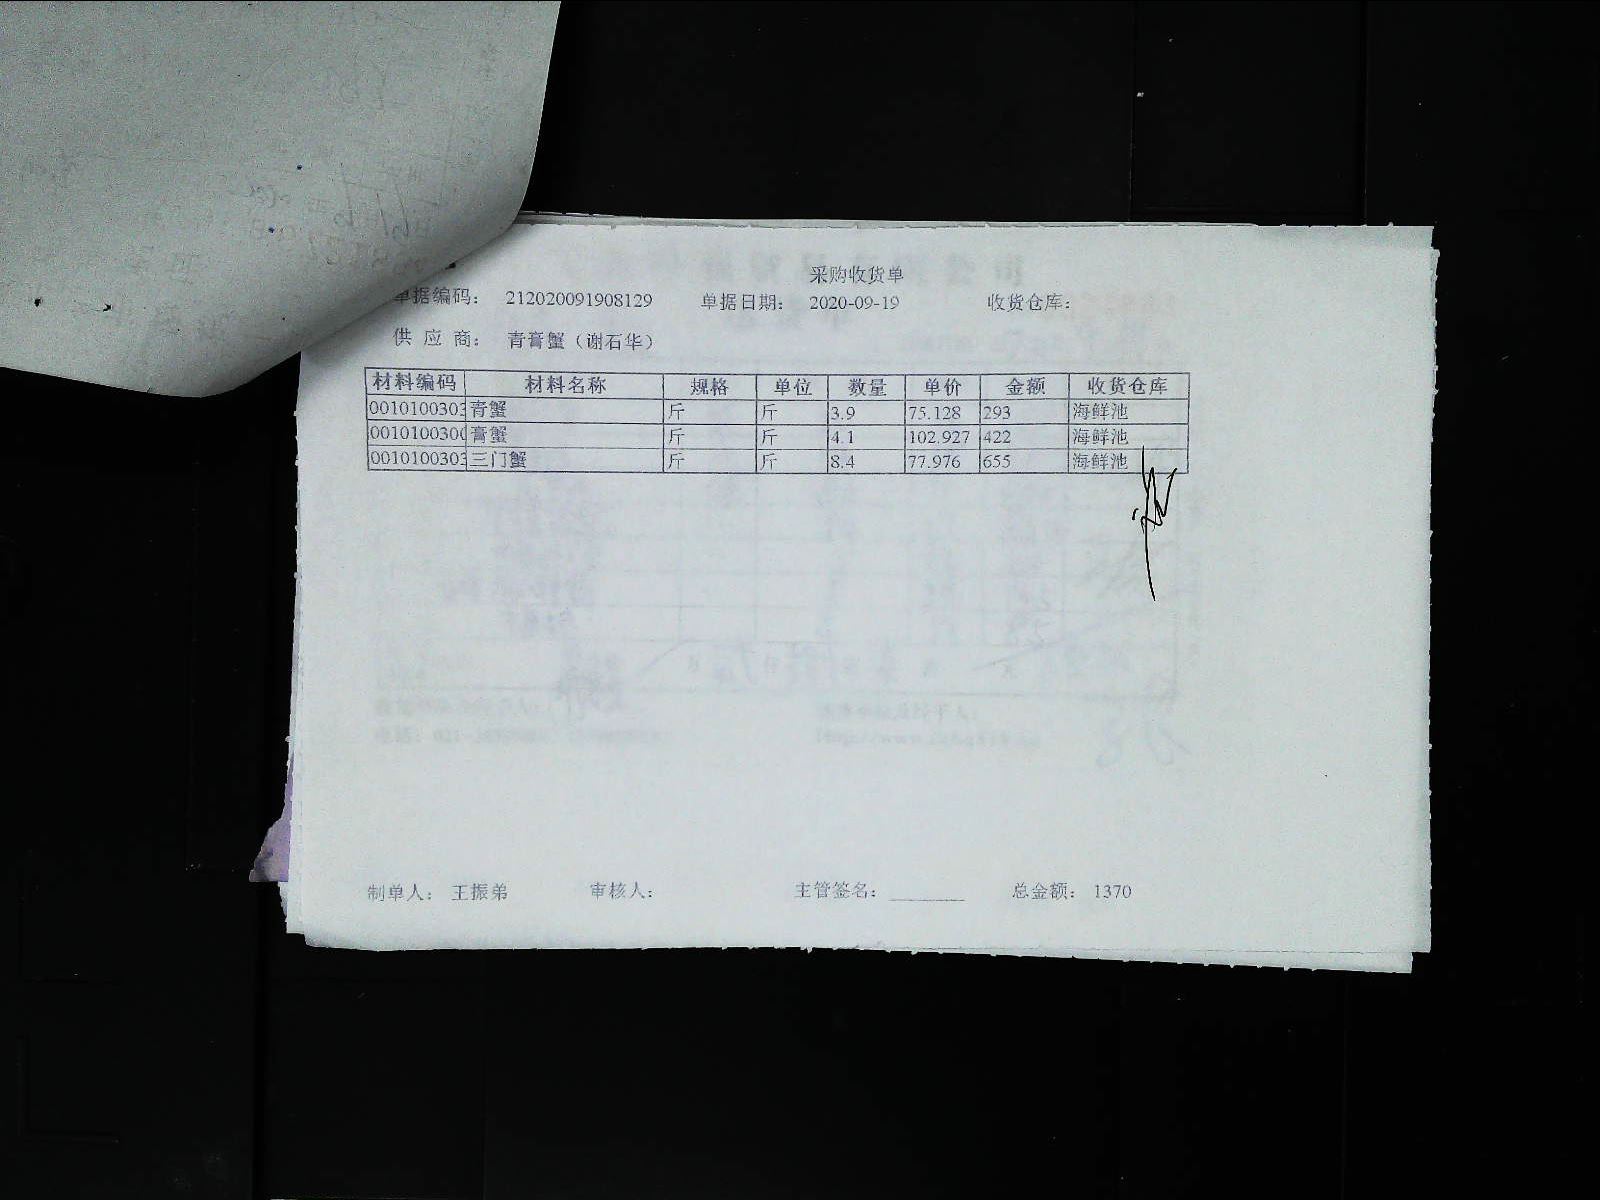 采购收货单
单据编码： 212020091908129 单据日期： 2020-09-19 收货仓库：
供 应 商： 青膏蟹（谢石华）
材料编码 材料名称 规格 单位 数量 单价 金额 收货仓库
0010100303 青蟹 斤 斤 3.9 75.128 293 海鲜池
0010100300 膏蟹 斤 斤 4.1 102.927 422 海鲜池
0010100303 三门蟹 斤 斤 8.4 77.976 655 海鲜池
制单人： 王振弟 审核人： 主管签名： 总金额： 1370